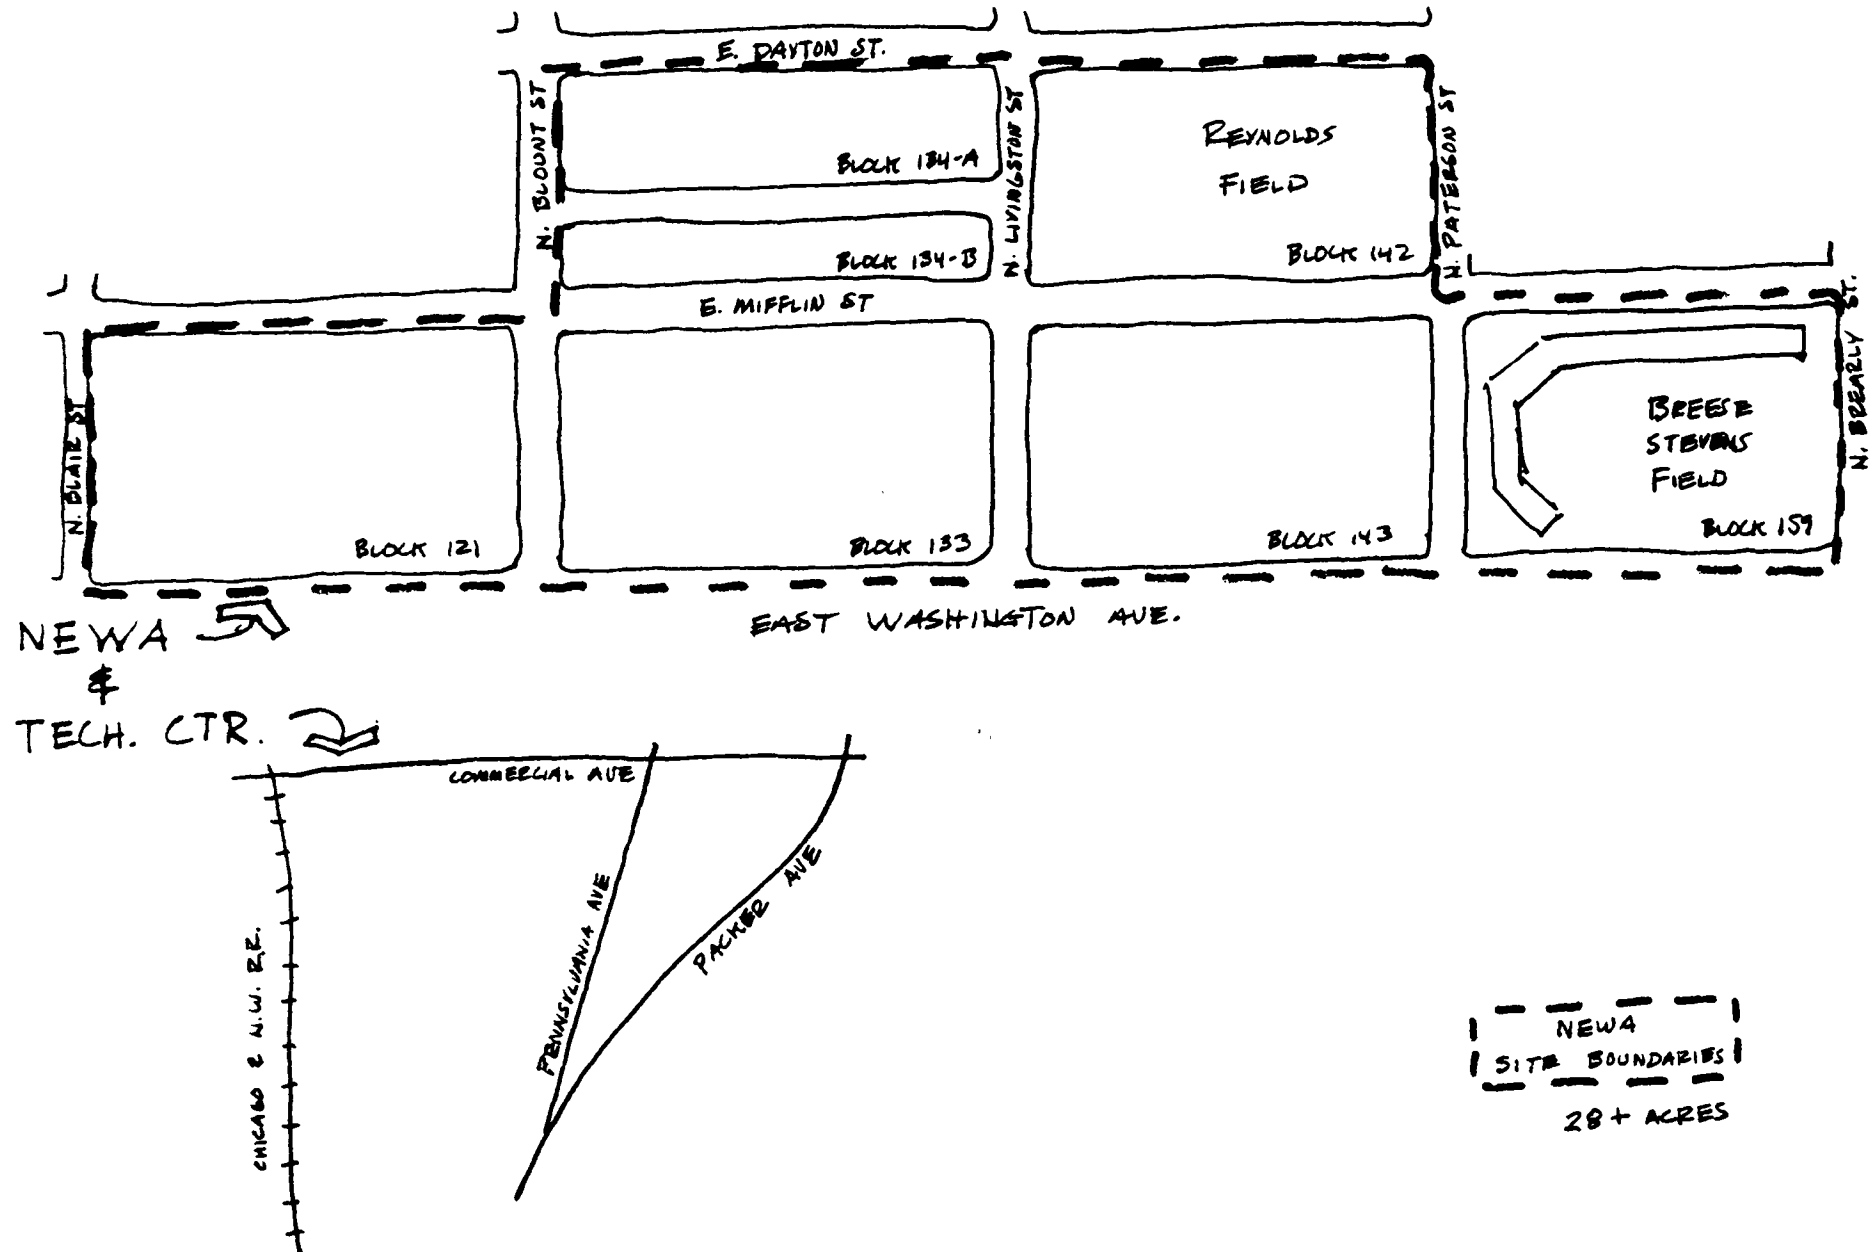 E. DAYTON ST.
N. BLOUNT ST
BLOCK 134-A
N. LIVINGSTON ST
REYNOLDS
FIELD
BLOCK 142
N. PATERSON ST
BLOCK 134-B
E. MIFFLIN ST
N. BLAIR ST
BLOCK 121
BLOCK 133
BLOCK 143
BREESE
STEVENS
FIELD
BLOCK 159
N. BREARLY ST.
EAST WASHINGTON AVE.
NEWA
&
TECH. CTR.
COMMERCIAL AVE
PENNSYLVANIA AVE
PACKER AVE
CHICAGO & N.W. R.R.
NEWA
SITE BOUNDARIES
28+ ACRES